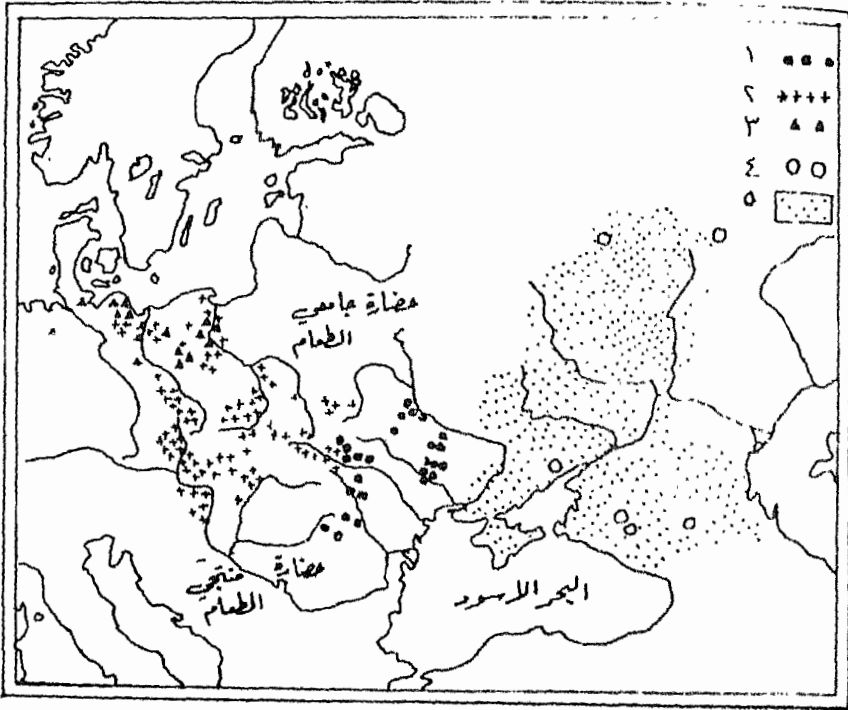 ١
٢
٣
٤
٥
حضارة جامعي
الطعام
حضارة منتجي
الطعام
البحر الاسود